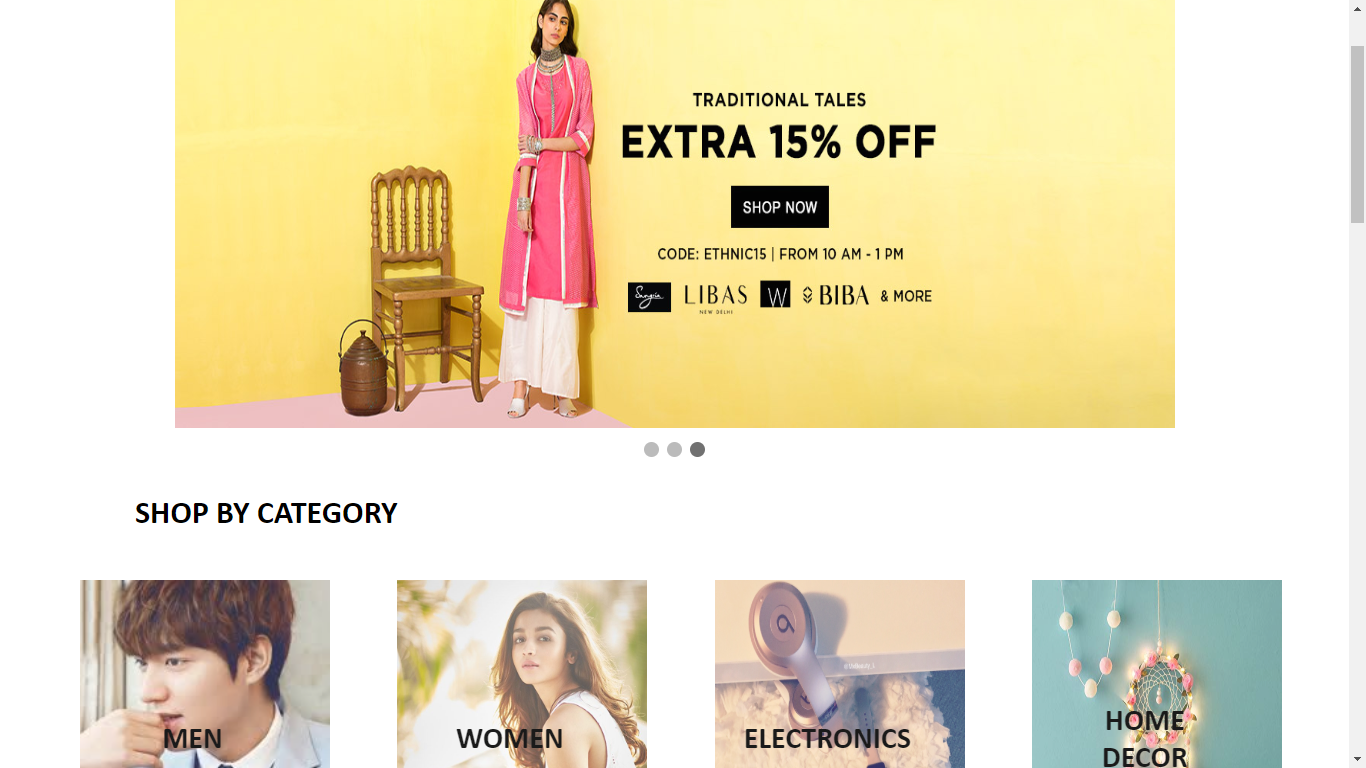 TRADITIONAL TALES
EXTRA 15% OFF
SHOP NOW
CODE: ETHNIC15 | FROM 10 AM - 1 PM
Sangria LIBAS W BIBA & MORE
NEW DELHI
SHOP BY CATEGORY
MEN
WOMEN
ELECTRONICS
HOME
DECOR